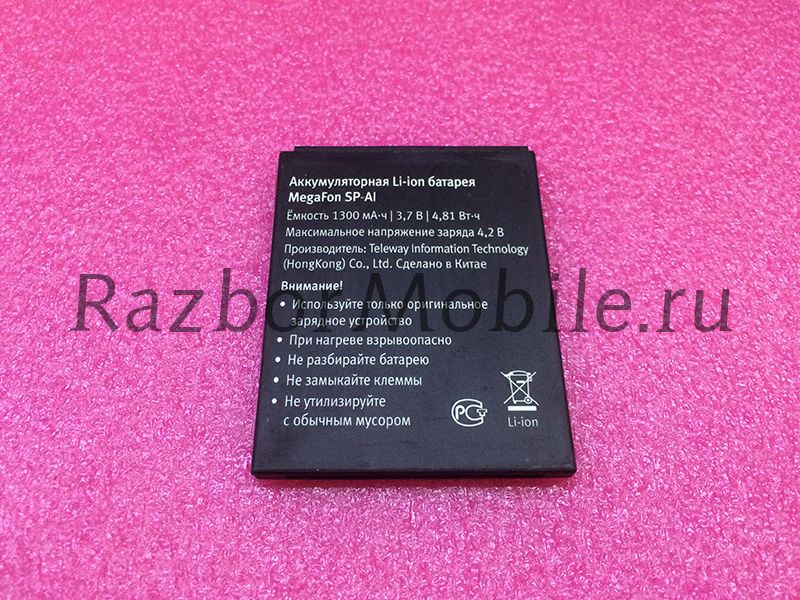 Аккумуляторная Li-ion батарея
MegaFon SP-AI
Ёмкость 1300 мА·ч | 3,7 В | 4,81 Вт·ч
Максимальное напряжение заряда 4,2 В
Производитель: Teleway Information Technology
(HongKong) Co., Ltd. Сделано в Китае
Внимание!
• Используйте только оригинальное
зарядное устройство
• При нагреве взрывоопасно
• Не разбирайте батарею
• Не замыкайте клеммы
• Не утилизируйте
с обычным мусором
РСТ
Li-ion
RazborMobile.ru